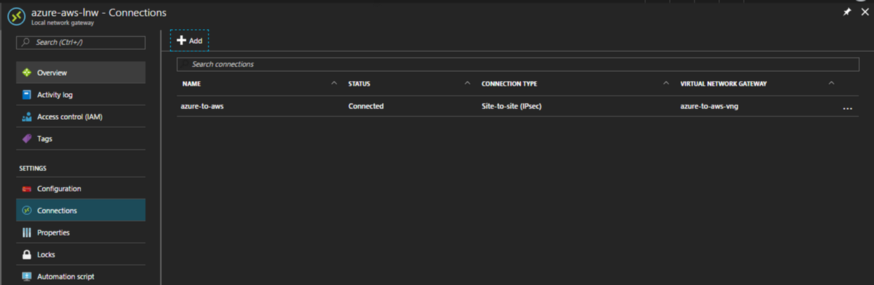 azure-aws-lnw - Connections
Local network gateway
Search (Ctrl+/)
Overview
Activity log
Access control (IAM)
Tags
SETTINGS
Configuration
Connections
Properties
Locks
Automation script
Add
Search connections
NAME STATUS CONNECTION TYPE VIRTUAL NETWORK GATEWAY
azure-to-aws Connected Site-to-site (IPsec) azure-to-aws-vng ...